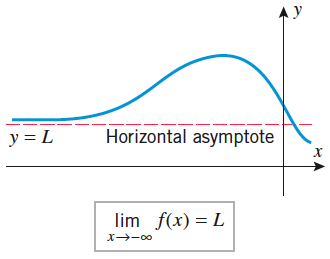 y
y = L
Horizontal asymptote
x
lim f(x) = L
x→−∞